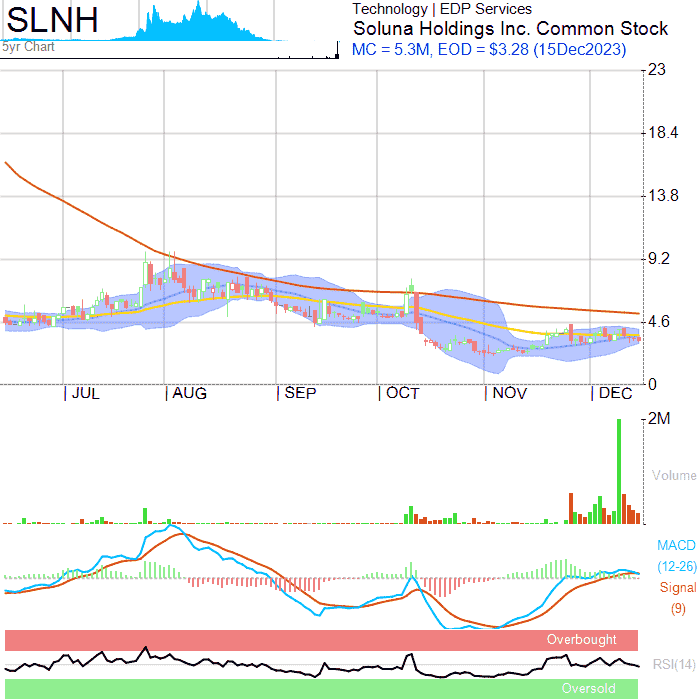 SLNH
Technology | EDP Services
Soluna Holdings Inc. Common Stock
5yr Chart
MC = 5.3M, EOD = $3.28 (15Dec2023)
23
18.4
13.8
9.2
4.6
0
JUL AUG SEP OCT NOV DEC
2M
Volume
MACD
(12-26)
Signal
(9)
Overbought
RSI(14)
Oversold